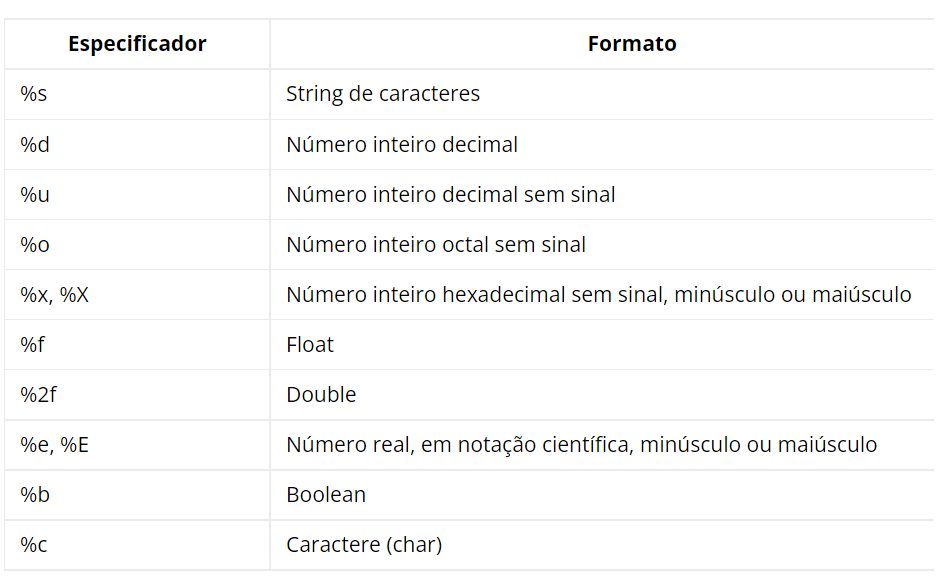 Especificador Formato
%s String de caracteres
%d Número inteiro decimal
%u Número inteiro decimal sem sinal
%o Número inteiro octal sem sinal
%x, %X Número inteiro hexadecimal sem sinal, minúsculo ou maiúsculo
%f Float
%2f Double
%e, %E Número real, em notação científica, minúsculo ou maiúsculo
%b Boolean
%c Caractere (char)